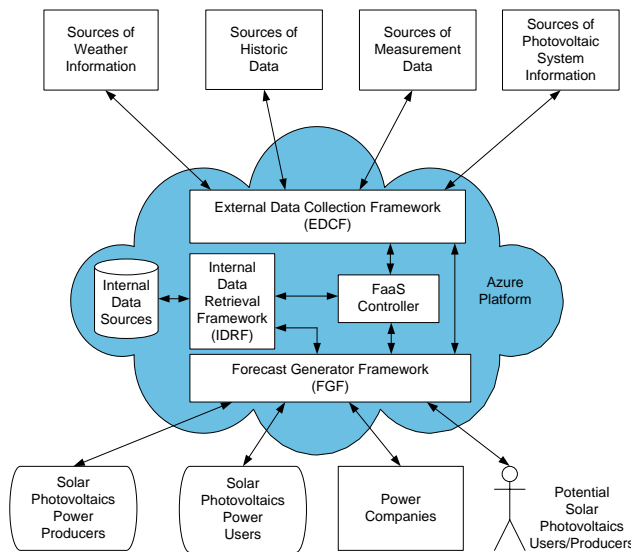 Sources of
Weather
Information
Sources of
Historic
Data
Sources of
Measurement
Data
Sources of
Photovoltaic
System
Information
External Data Collection Framework
(EDCF)
Internal
Data
Sources
Internal
Data
Retrieval
Framework
(IDRF)
FaaS
Controller
Azure
Platform
Forecast Generator Framework
(FGF)
Solar
Photovoltaics
Power
Producers
Solar
Photovoltaics
Power
Users
Power
Companies
Potential
Solar
Photovoltaics
Users/Producers